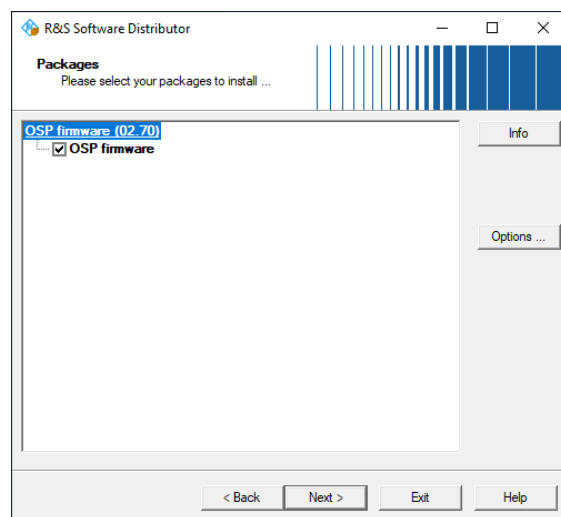 R&S Software Distributor
Packages
Please select your packages to install ...
OSP firmware (02.70)
OSP firmware
Info
Options ...
< Back
Next >
Exit
Help